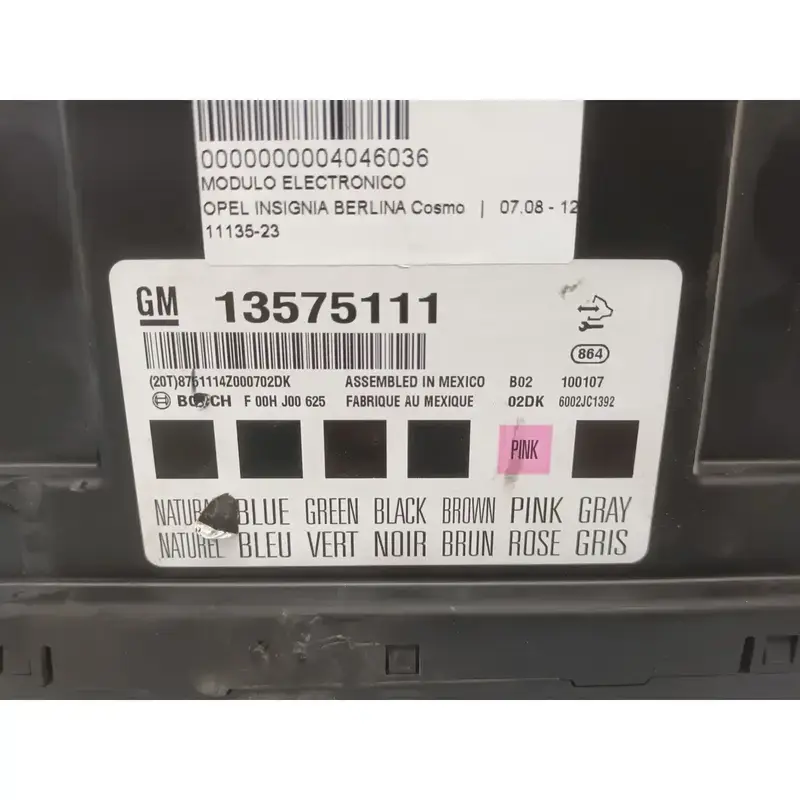 0000000004046036
MODULO ELECTRONICO
OPEL INSIGNIA BERLINA Cosmo | 07.08 - 12
11135-23
GM 13575111
864
(20T)8751114Z000702DK ASSEMBLED IN MEXICO B02 100107
BOSCH F 00H J00 625 FABRIQUE AU MEXIQUE 02DK 6002JC1392
PINK
NATURAL BLUE GREEN BLACK BROWN PINK GRAY
NATUREL BLEU VERT NOIR BRUN ROSE GRIS